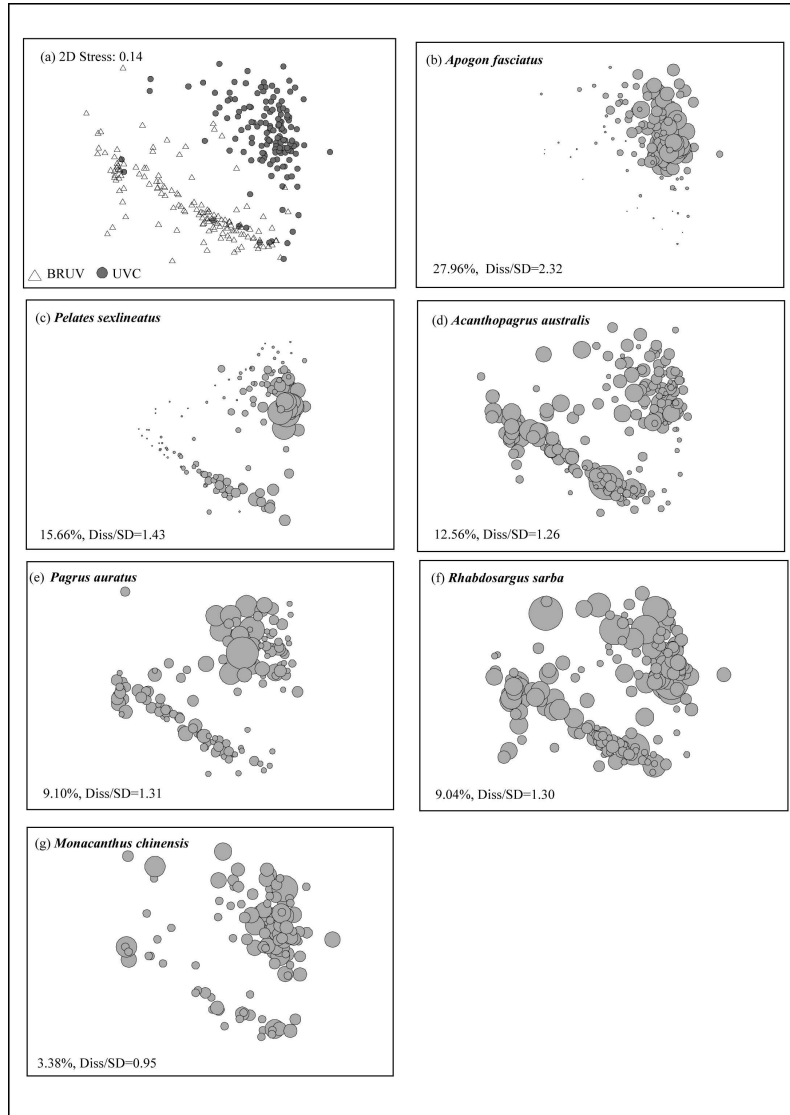 (a) 2D Stress: 0.14
BRUV UVC
(b) Apogon fasciatus
27.96%, Diss/SD=2.32
(c) Pelates sexlineatus
15.66%, Diss/SD=1.43
(d) Acanthopagrus australis
12.56%, Diss/SD=1.26
(e) Pagrus auratus
9.10%, Diss/SD=1.31
(f) Rhabdosargus sarba
9.04%, Diss/SD=1.30
(g) Monacanthus chinensis
3.38%, Diss/SD=0.95